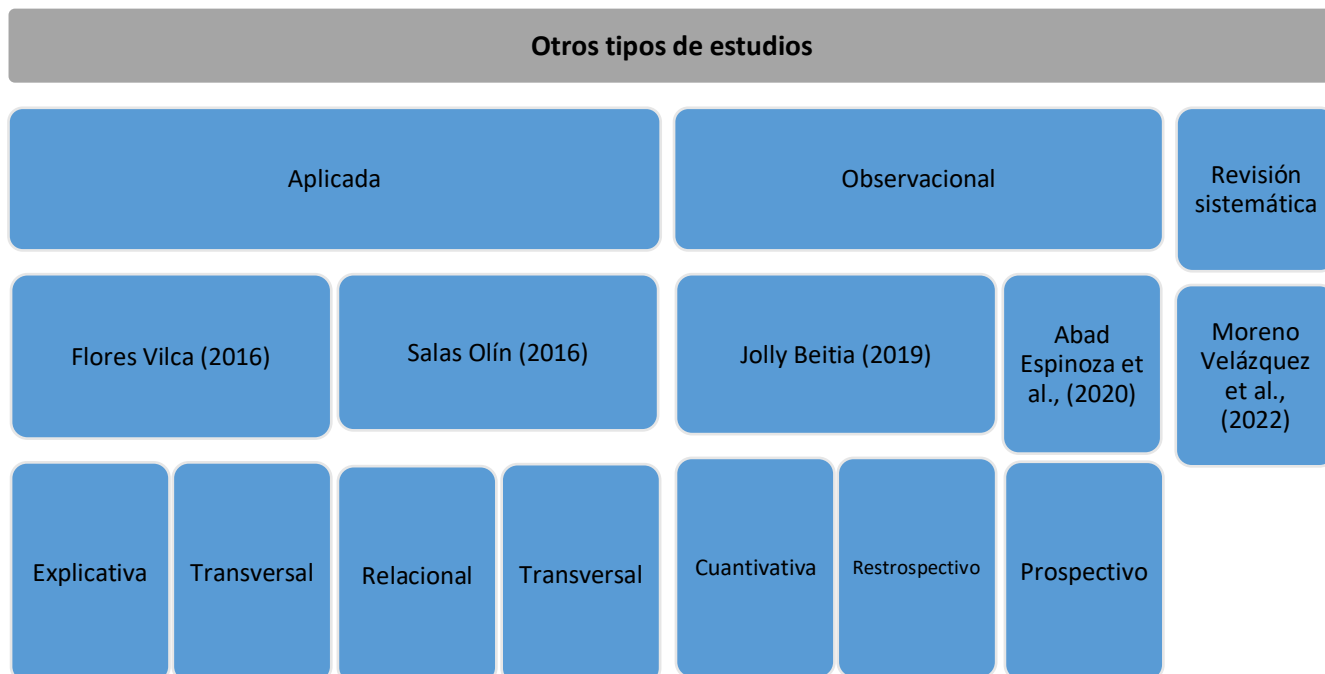 Otros tipos de estudios
Aplicada
Observacional
Revisión
sistemática
Flores Vilca (2016)
Salas Olín (2016)
Jolly Beitia (2019)
Abad
Espinoza et
al., (2020)
Moreno
Velázquez
et al.,
(2022)
Explicativa
Transversal
Relacional
Transversal
Cuantivativa
Restrospectivo
Prospectivo